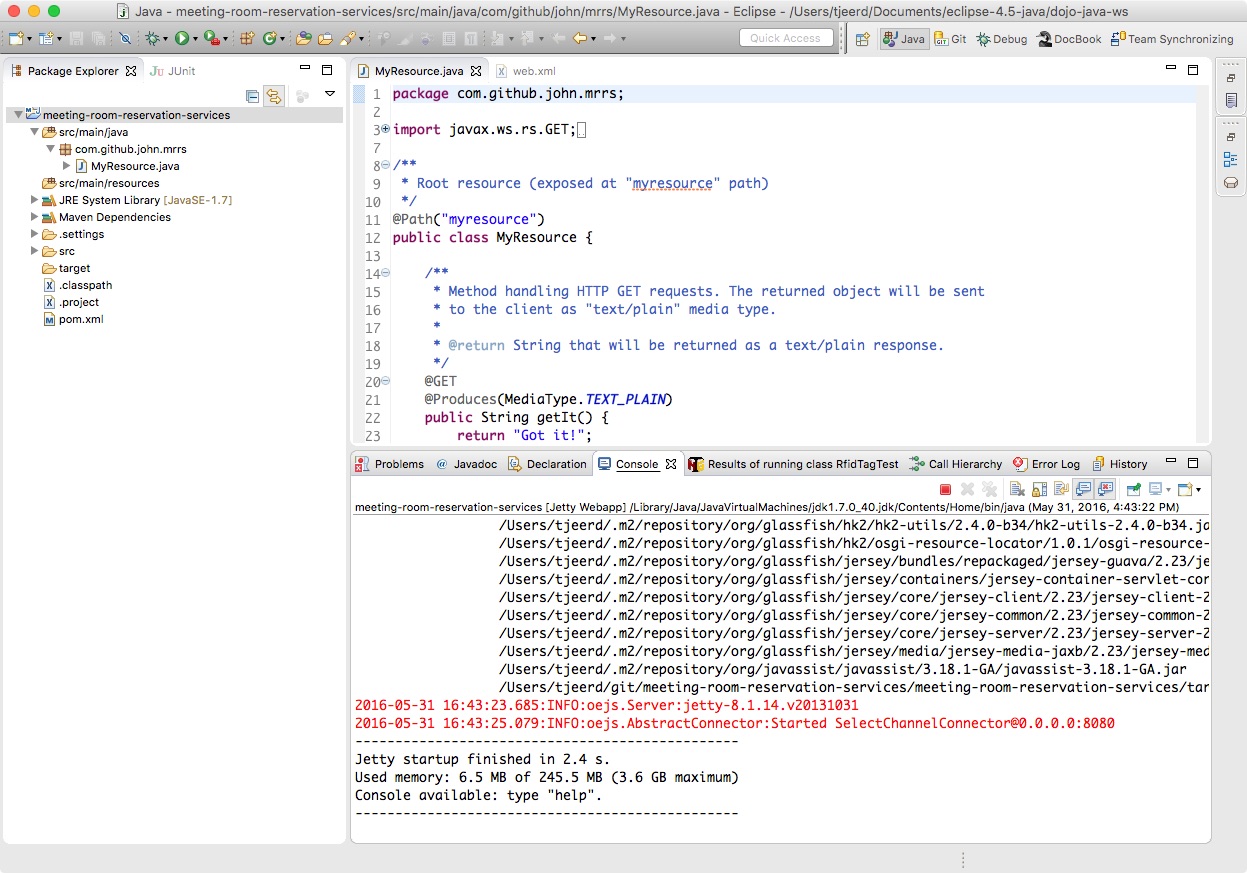 Java - meeting-room-reservation-services/src/main/java/com/github/john/mrrs/MyResource.java - Eclipse - /Users/tjeerd/Documents/eclipse-4.5-java/dojo-java-ws
Quick Access
Java
Git
Debug
DocBook
Team Synchronizing
Package Explorer
JUnit
meeting-room-reservation-services
src/main/java
com.github.john.mrrs
MyResource.java
src/main/resources
JRE System Library [JavaSE-1.7]
Maven Dependencies
.settings
src
target
.classpath
.project
pom.xml
MyResource.java
web.xml
1 package com.github.john.mrrs;
2
3 import javax.ws.rs.GET;
7
8 /**
9 * Root resource (exposed at "myresource" path)
10 */
11 @Path("myresource")
12 public class MyResource {
13
14 /**
15 * Method handling HTTP GET requests. The returned object will be sent
16 * to the client as "text/plain" media type.
17 *
18 * @return String that will be returned as a text/plain response.
19 */
20 @GET
21 @Produces(MediaType.TEXT_PLAIN)
22 public String getIt() {
23 return "Got it!";
Problems
Javadoc
Declaration
Console
Results of running class RfidTagTest
Call Hierarchy
Error Log
History
meeting-room-reservation-services [Jetty Webapp] /Library/Java/JavaVirtualMachines/jdk1.7.0_40.jdk/Contents/Home/bin/java (May 31, 2016, 4:43:22 PM)
/Users/tjeerd/.m2/repository/org/glassfish/hk2/hk2-utils/2.4.0-b34/hk2-utils-2.4.0-b34.ja
/Users/tjeerd/.m2/repository/org/glassfish/hk2/osgi-resource-locator/1.0.1/osgi-resource-
/Users/tjeerd/.m2/repository/org/glassfish/jersey/bundles/repackaged/jersey-guava/2.23/je
/Users/tjeerd/.m2/repository/org/glassfish/jersey/containers/jersey-container-servlet-cor
/Users/tjeerd/.m2/repository/org/glassfish/jersey/core/jersey-client/2.23/jersey-client-2
/Users/tjeerd/.m2/repository/org/glassfish/jersey/core/jersey-common/2.23/jersey-common-2
/Users/tjeerd/.m2/repository/org/glassfish/jersey/core/jersey-server/2.23/jersey-server-2
/Users/tjeerd/.m2/repository/org/glassfish/jersey/media/jersey-media-jaxb/2.23/jersey-med
/Users/tjeerd/.m2/repository/org/javassist/javassist/3.18.1-GA/javassist-3.18.1-GA.jar
/Users/tjeerd/git/meeting-room-reservation-services/meeting-room-reservation-services/tar
2016-05-31 16:43:23.685:INFO:oejs.Server:jetty-8.1.14.v20131031
2016-05-31 16:43:25.079:INFO:oejs.AbstractConnector:Started SelectChannelConnector@0.0.0.0:8080
------------------------------------------------
Jetty startup finished in 2.4 s.
Used memory: 6.5 MB of 245.5 MB (3.6 GB maximum)
Console available: type "help".
------------------------------------------------